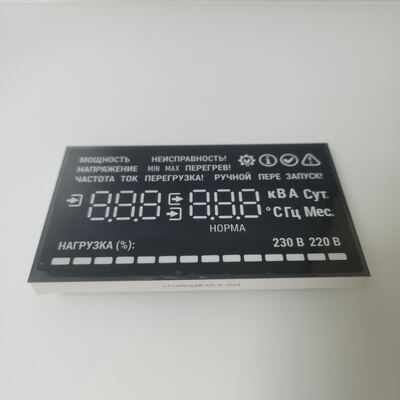 МОЩНОСТЬ НЕИСПРАВНОСТЬ!
НАПРЯЖЕНИЕ MIN MAX ПЕРЕГРЕВ!
ЧАСТОТА ТОК ПЕРЕГРУЗКА! РУЧНОЙ ПЕРЕ ЗАПУСК!
8.8.8 8.8.8 кВА Сут.
°С Гц Мес.
НОРМА
НАГРУЗКА (%): 230 В 220 В